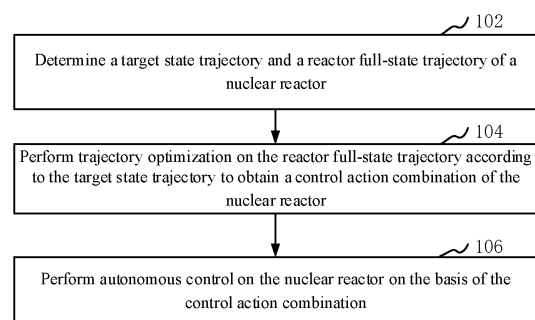 102
Determine a target state trajectory and a reactor full-state trajectory of a
nuclear reactor
104
Perform trajectory optimization on the reactor full-state trajectory according
to the target state trajectory to obtain a control action combination of the
nuclear reactor
106
Perform autonomous control on the nuclear reactor on the basis of the
control action combination